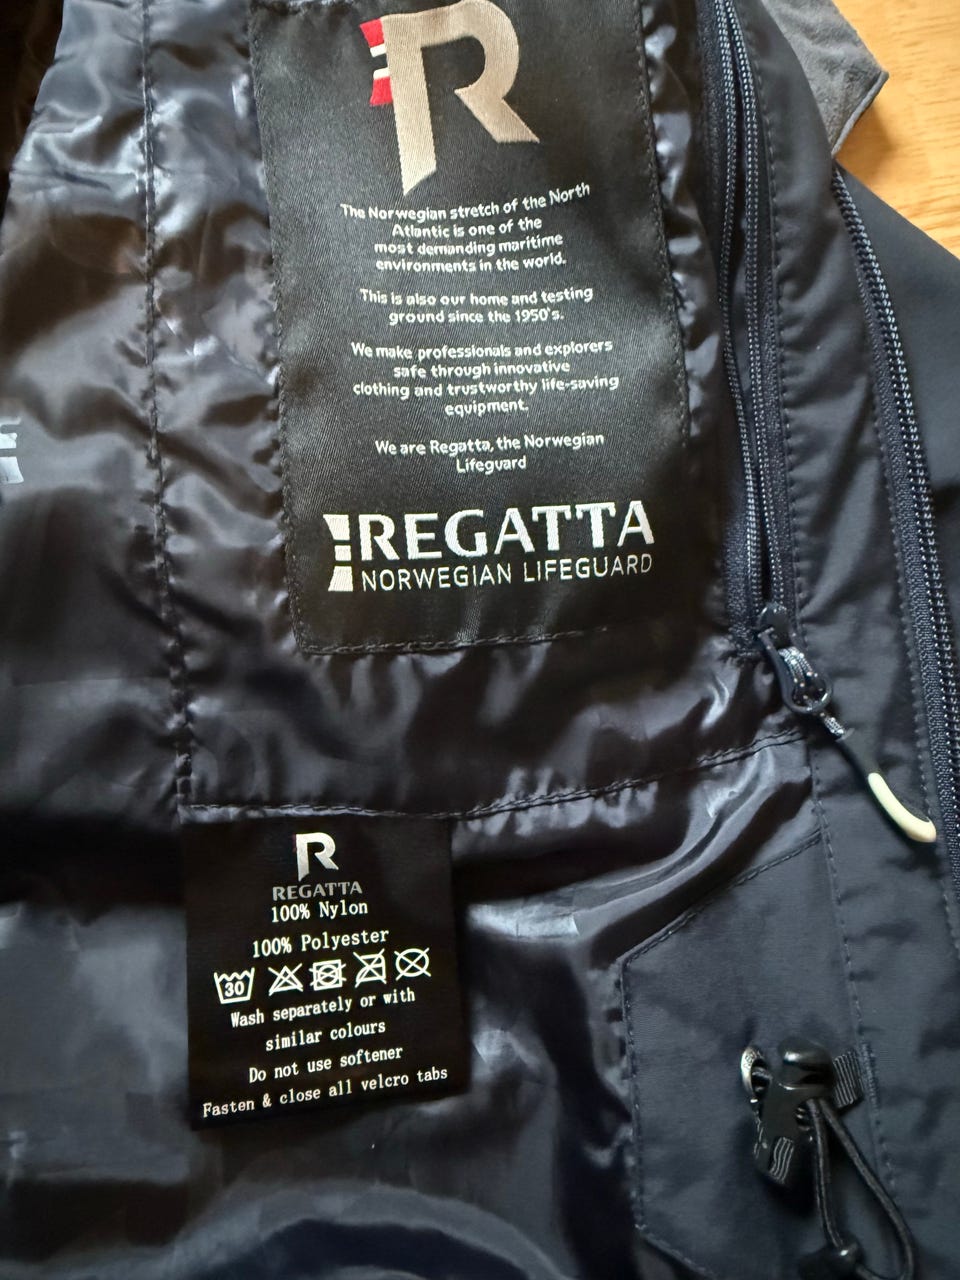 R
The Norwegian stretch of the North
Atlantic is one of the
most demanding maritime
environments in the world.
This is also our home and testing
ground since the 1950's.
We make professionals and explorers
safe through innovative
clothing and trustworthy life-saving
equipment.
We are Regatta, the Norwegian
Lifeguard
REGATTA
NORWEGIAN LIFEGUARD
R
REGATTA
100% Nylon
100% Polyester
30
Wash separately or with
similar colours
Do not use softener
Fasten & close all velcro tabs